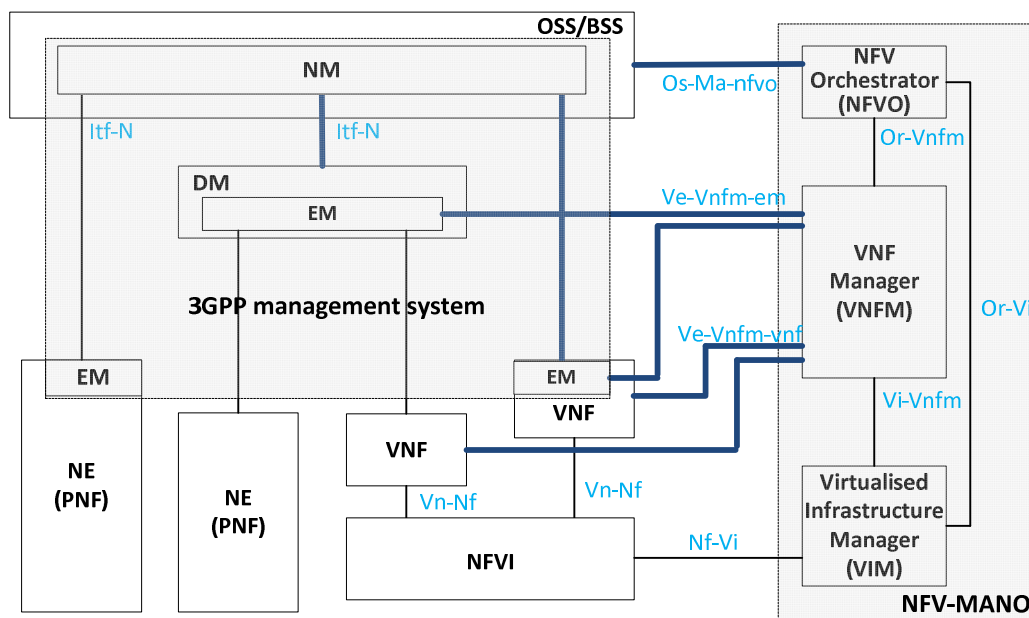 OSS/BSS
NM
NFV
Orchestrator
(NFVO)
Os-Ma-nfvo
Itf-N
Itf-N
Or-Vnfm
DM
EM
Ve-Vnfm-em
VNF
Manager
(VNFM)
3GPP management system
Or-Vi
Ve-Vnfm-vnf
EM
EM
VNF
Vi-Vnfm
VNF
NE
(PNF)
NE
(PNF)
Vn-Nf
Vn-Nf
Virtualised
Infrastructure
Manager
(VIM)
Nf-Vi
NFVI
NFV-MANO